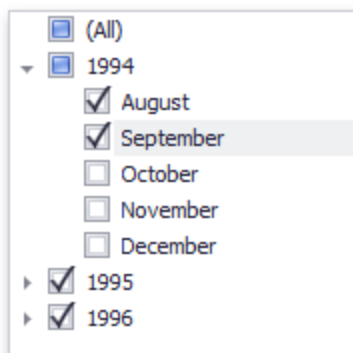 (All)
1994
August
September
October
November
December
1995
1996